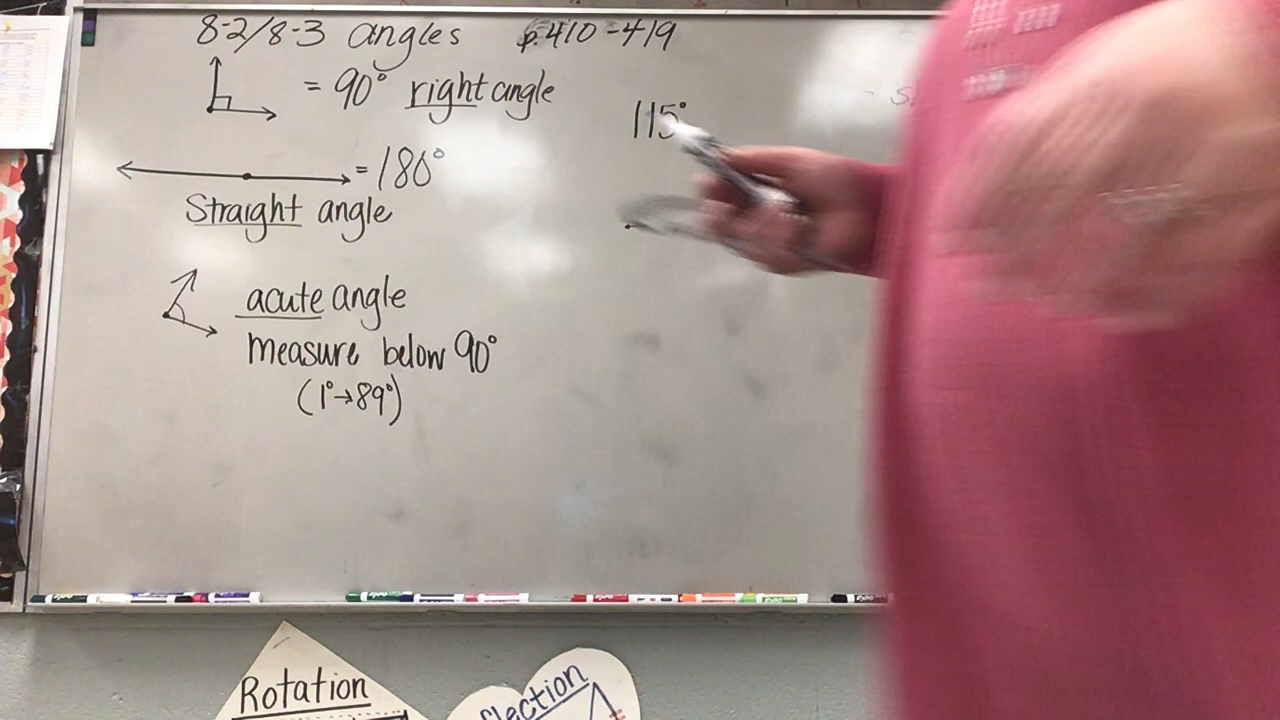 8-2/8-3 angles p.410-419
= 90° right angle
= 180°
Straight angle
acute angle
measure below 90°
(1°→89°)
115°
Rotation